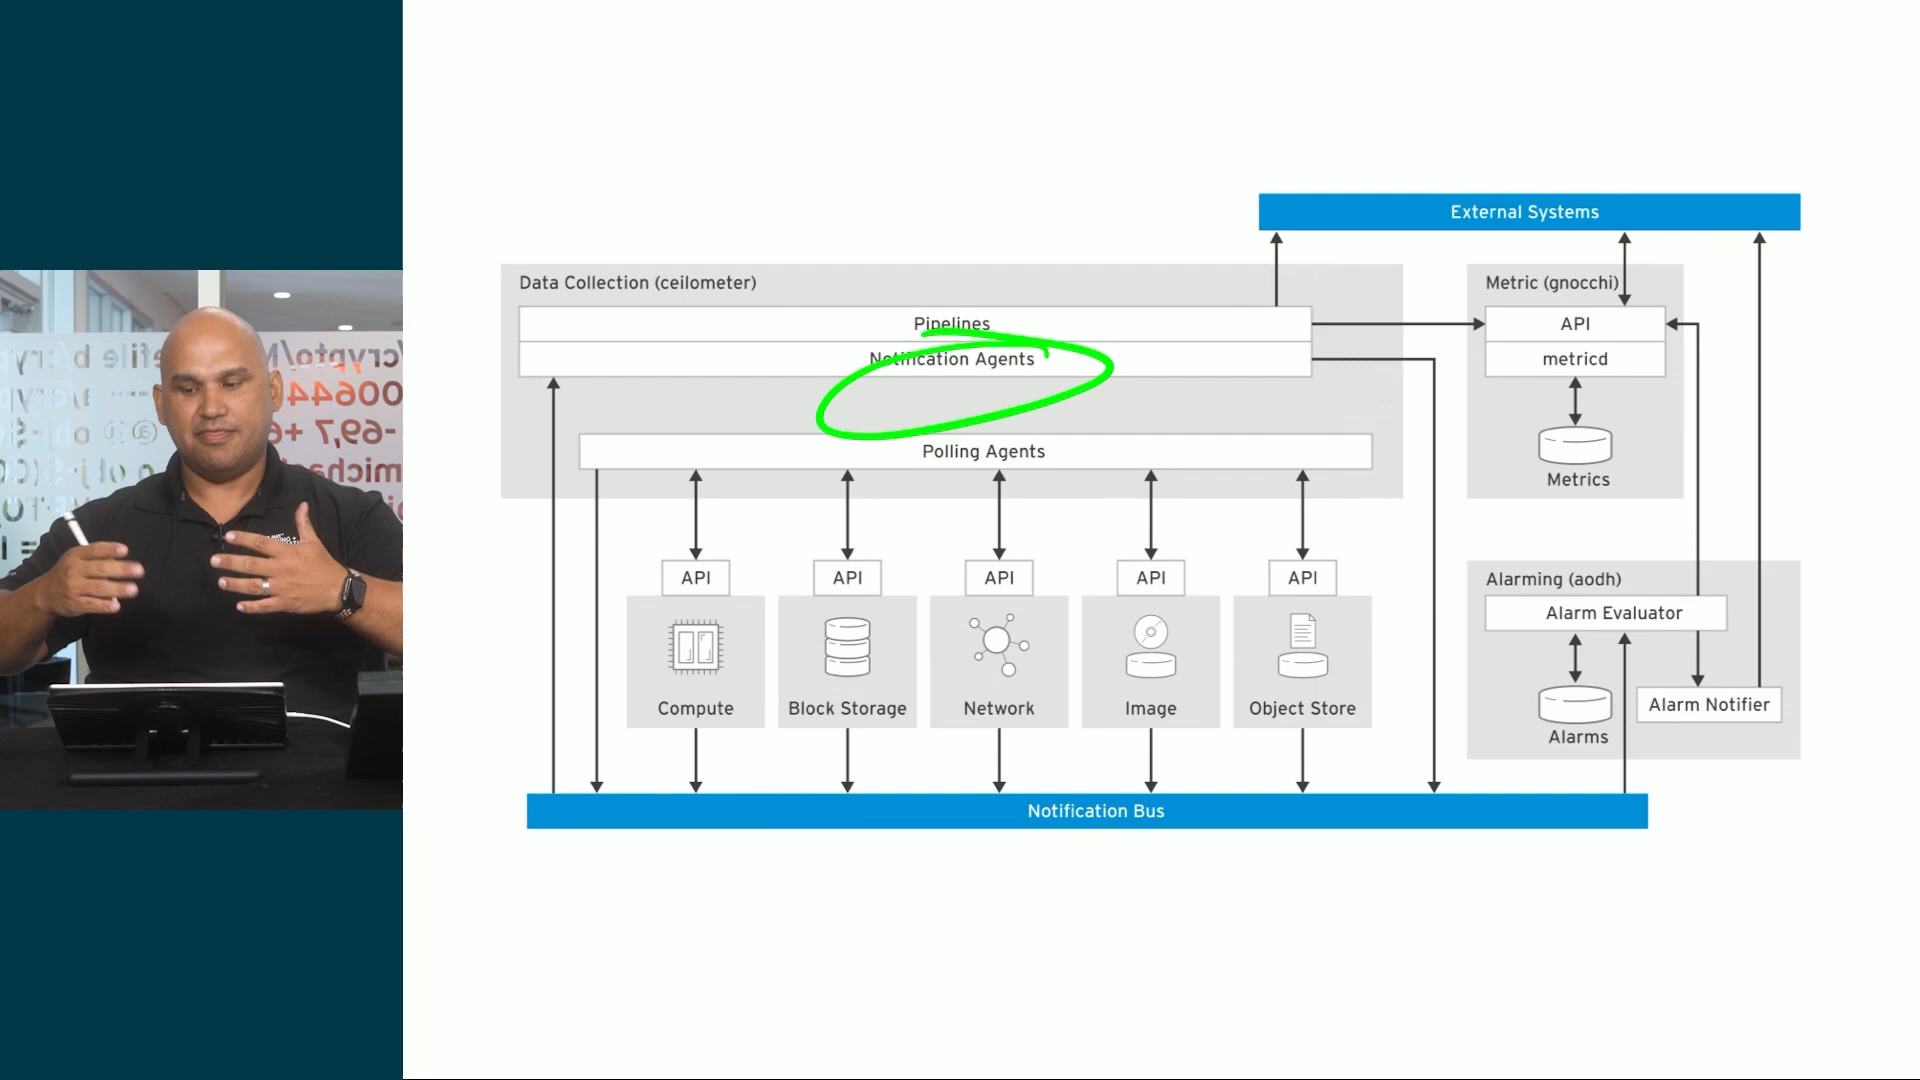 External Systems
Data Collection (ceilometer)
Pipelines
Notification Agents
Polling Agents
Metric (gnocchi)
API
metricd
Metrics
API
API
API
API
API
Compute
Block Storage
Network
Image
Object Store
Alarming (aodh)
Alarm Evaluator
Alarms
Alarm Notifier
Notification Bus